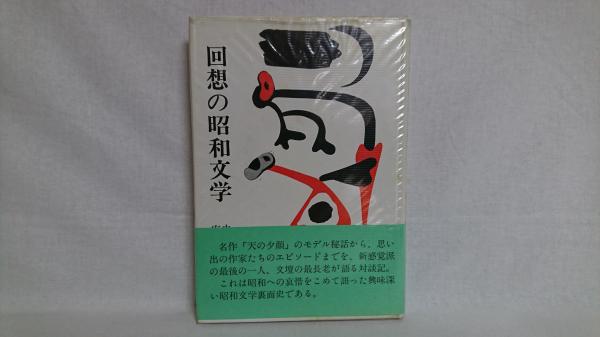 回想の昭和文学
名作「天の夕顔」のモデル秘話から、思い
出の作家たちのエピソードまでを、新感覚派
の最後の一人、文壇の最長老が語る対談記。
これは昭和への哀惜をこめて語った興味深
い昭和文学裏面史である。